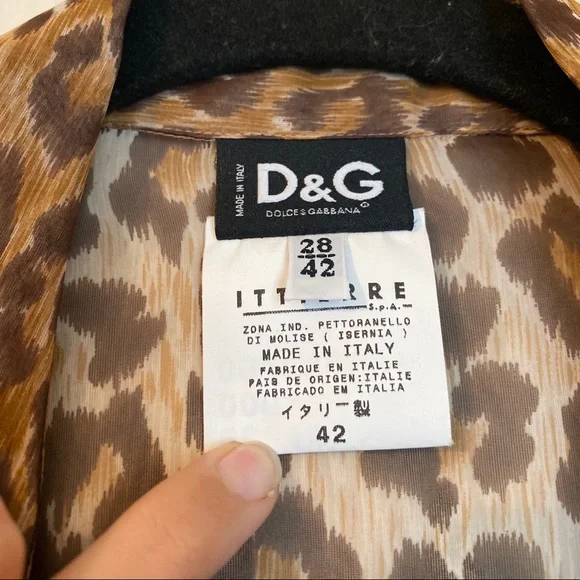 MADE IN ITALY
D&G
DOLCE&GABBANA
28
42
ITTIERRE
S.p.A.
ZONA IND. PETTORANELLO
DI MOLISE ( ISERNIA )
MADE IN ITALY
FABRIQUE EN ITALIE
PAIS DE ORIGEN:ITALIE
FABRICADO EM ITALIA
イタリー製
42